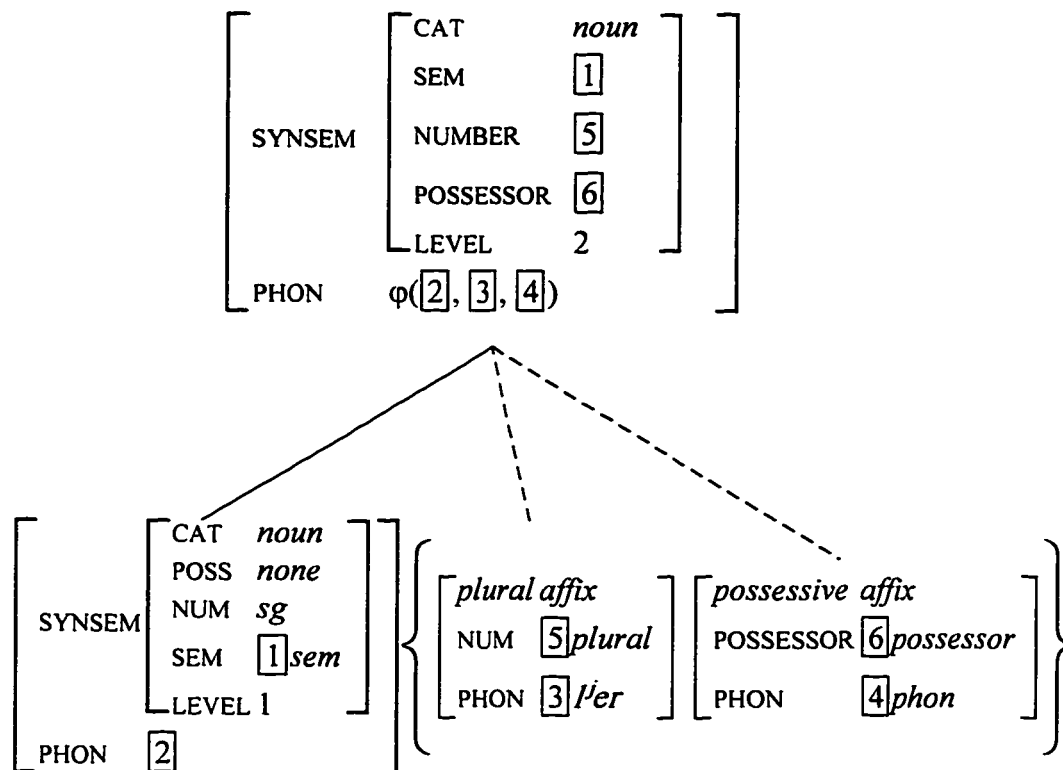 CAT noun
SEM 1
SYNSEM NUMBER 5
POSSESSOR 6
LEVEL 2
PHON φ(2, 3, 4)
CAT noun
POSS none
SYNSEM NUM sg
SEM 1 sem
LEVEL 1
PHON 2
plural affix
NUM 5 plural
PHON 3 lʲer
possessive affix
POSSESSOR 6 possessor
PHON 4 phon